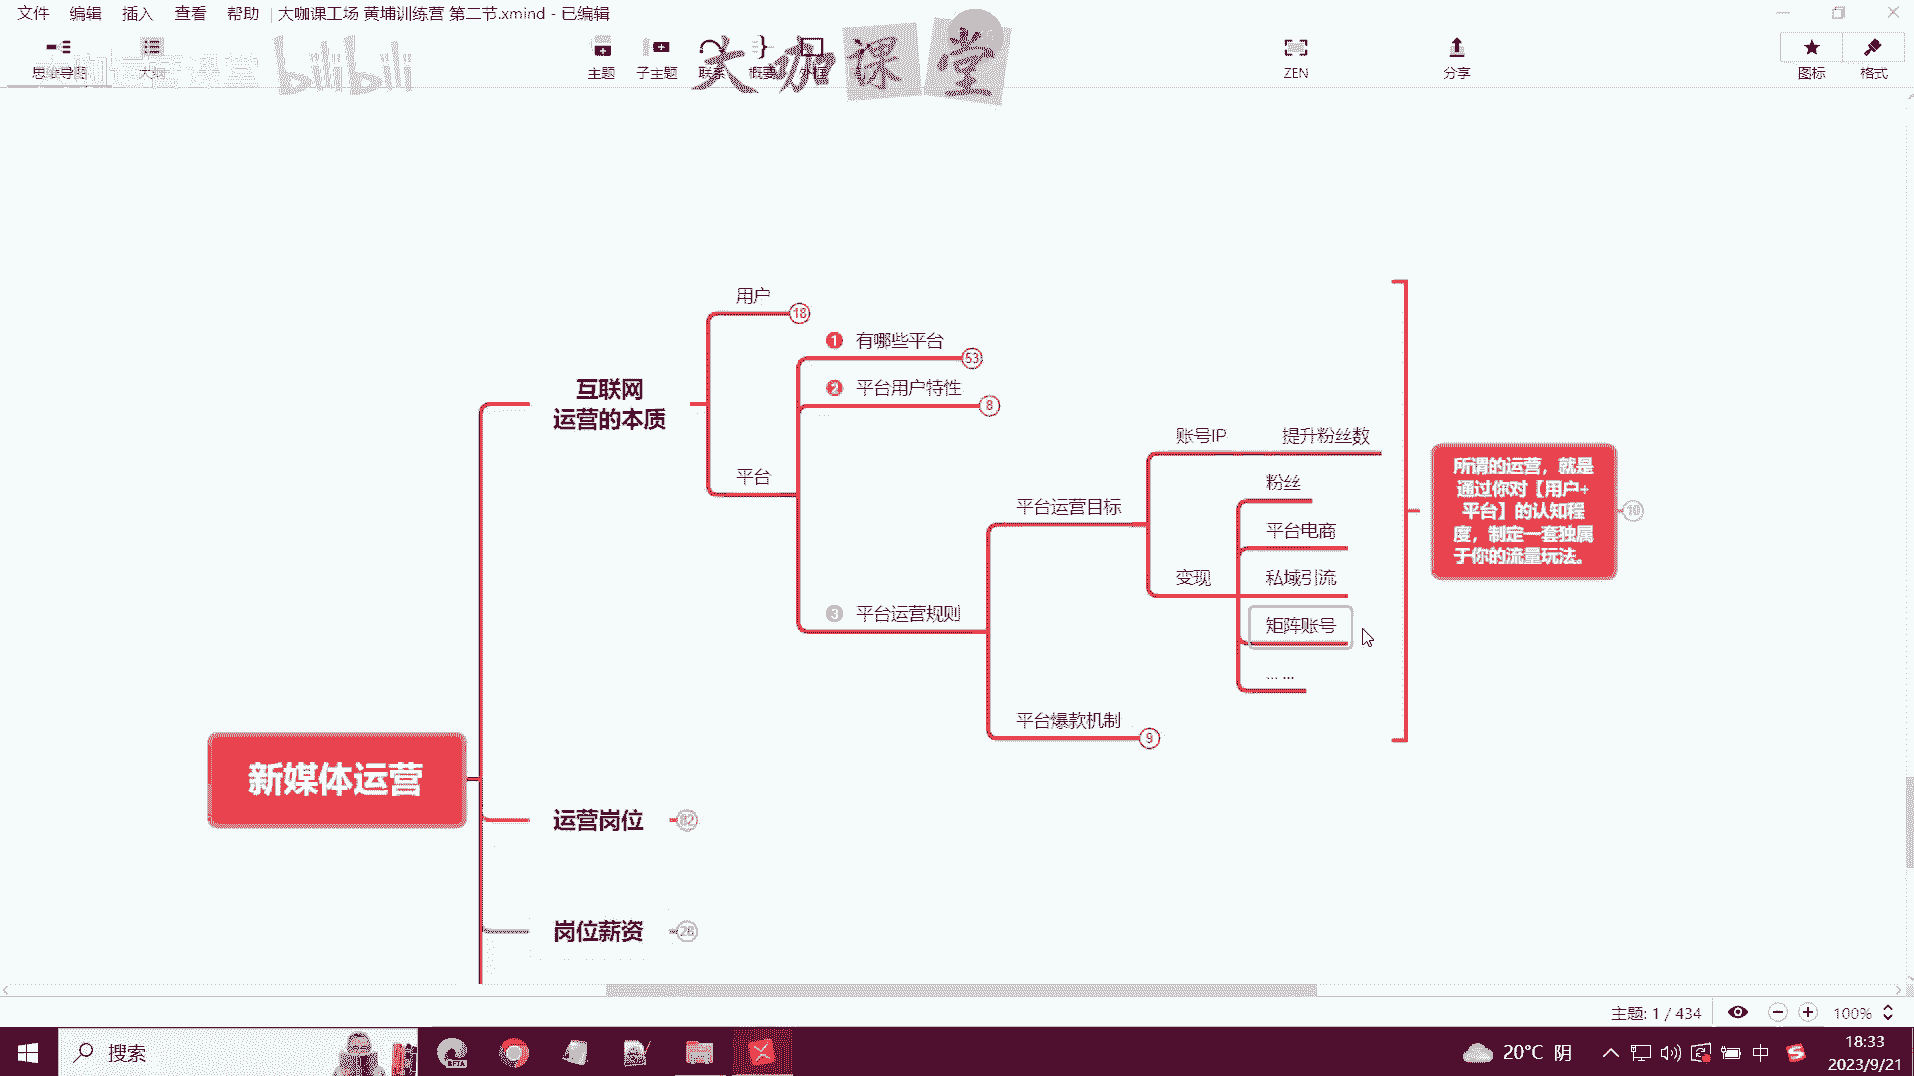 文件 编辑 插入 查看 帮助 大咖课工场 黄埔训练营 第二节.xmind - 已编辑
思维导图
bilibili
主题 子主题 联系 概要
大咖课堂
ZEN
分享
图标 格式
用户
18
1 有哪些平台
53
2 平台用户特性
8
互联网
运营的本质
平台
账号IP 提升粉丝数
粉丝
平台运营目标
平台电商
变现 私域引流
3 平台运营规则
矩阵账号
... ...
平台爆款机制
9
所谓的运营，就是
通过你对【用户+
平台】的认知程
度，制定一套独属
于你的流量玩法。
10
新媒体运营
运营岗位
82
岗位薪资
主题: 1 / 434
100%
搜索
20°C 阴
中
18:33
2023/9/21